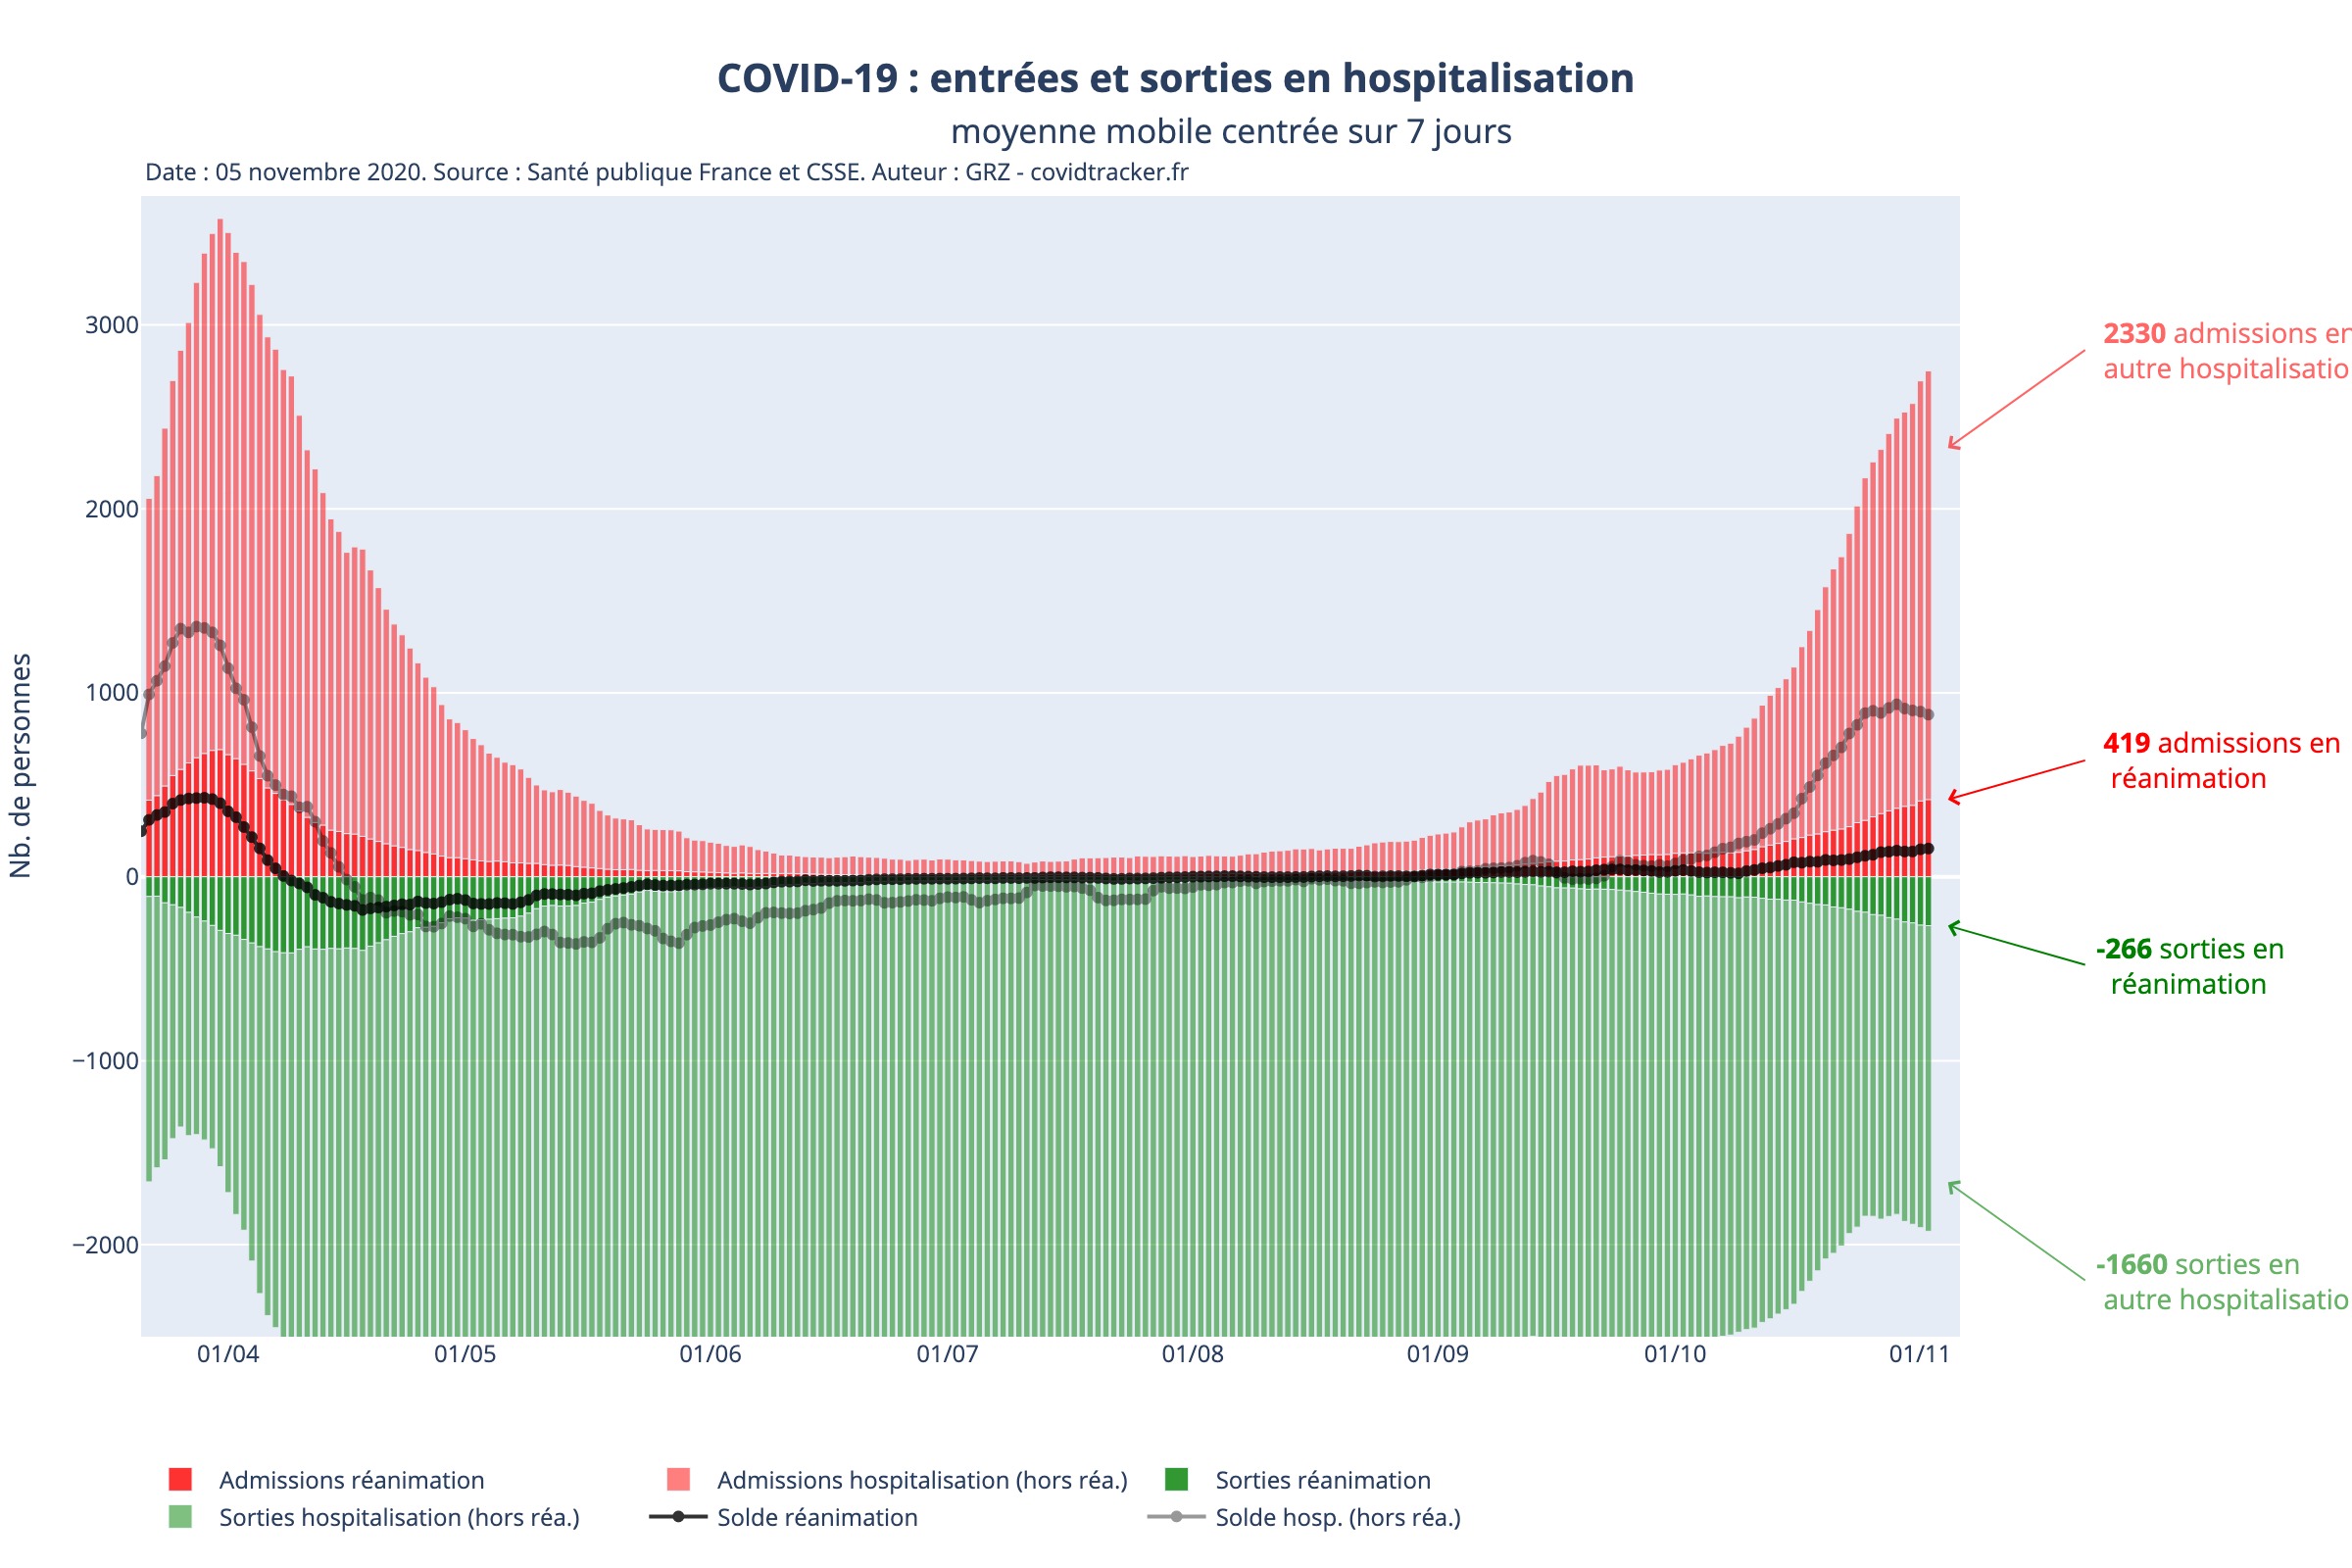 COVID-19 : entrées et sorties en hospitalisation
moyenne mobile centrée sur 7 jours
Date : 05 novembre 2020. Source : Santé publique France et CSSE. Auteur : GRZ - covidtracker.fr
Nb. de personnes
3000
2000
1000
0
−1000
−2000
01/04
01/05
01/06
01/07
01/08
01/09
01/10
01/11
2330 admissions en
autre hospitalisatio
419 admissions en
réanimation
-266 sorties en
réanimation
-1660 sorties en
autre hospitalisatio
Admissions réanimation
Admissions hospitalisation (hors réa.)
Sorties réanimation
Sorties hospitalisation (hors réa.)
Solde réanimation
Solde hosp. (hors réa.)